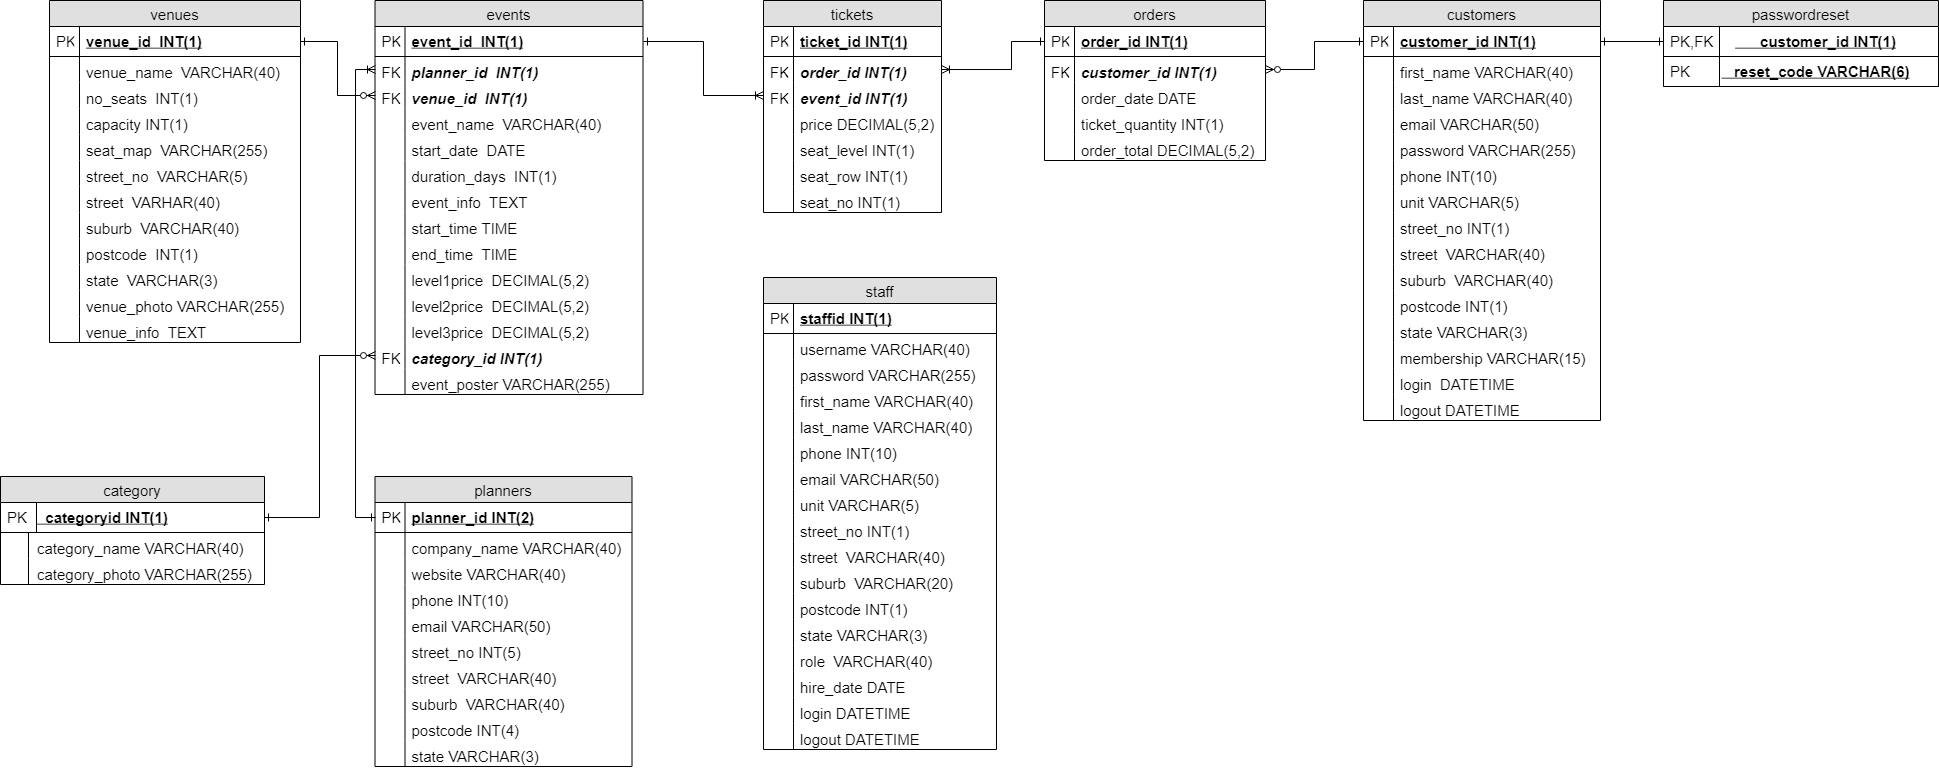 venues
PK venue_id INT(1)
venue_name VARCHAR(40)
no_seats INT(1)
capacity INT(1)
seat_map VARCHAR(255)
street_no VARCHAR(5)
street VARHAR(40)
suburb VARCHAR(40)
postcode INT(1)
state VARCHAR(3)
venue_photo VARCHAR(255)
venue_info TEXT
events
PK event_id INT(1)
FK planner_id INT(1)
FK venue_id INT(1)
event_name VARCHAR(40)
start_date DATE
duration_days INT(1)
event_info TEXT
start_time TIME
end_time TIME
level1price DECIMAL(5,2)
level2price DECIMAL(5,2)
level3price DECIMAL(5,2)
FK category_id INT(1)
event_poster VARCHAR(255)
tickets
PK ticket_id INT(1)
FK order_id INT(1)
FK event_id INT(1)
price DECIMAL(5,2)
seat_level INT(1)
seat_row INT(1)
seat_no INT(1)
orders
PK order_id INT(1)
FK customer_id INT(1)
order_date DATE
ticket_quantity INT(1)
order_total DECIMAL(5,2)
customers
PK customer_id INT(1)
first_name VARCHAR(40)
last_name VARCHAR(40)
email VARCHAR(50)
password VARCHAR(255)
phone INT(10)
unit VARCHAR(5)
street_no INT(1)
street VARCHAR(40)
suburb VARCHAR(40)
postcode INT(1)
state VARCHAR(3)
membership VARCHAR(15)
login DATETIME
logout DATETIME
passwordreset
PK,FK customer_id INT(1)
PK reset_code VARCHAR(6)
staff
PK staffid INT(1)
username VARCHAR(40)
password VARCHAR(255)
first_name VARCHAR(40)
last_name VARCHAR(40)
phone INT(10)
email VARCHAR(50)
unit VARCHAR(5)
street_no INT(1)
street VARCHAR(40)
suburb VARCHAR(20)
postcode INT(1)
state VARCHAR(3)
role VARCHAR(40)
hire_date DATE
login DATETIME
logout DATETIME
category
PK categoryid INT(1)
category_name VARCHAR(40)
category_photo VARCHAR(255)
planners
PK planner_id INT(2)
company_name VARCHAR(40)
website VARCHAR(40)
phone INT(10)
email VARCHAR(50)
street_no INT(5)
street VARCHAR(40)
suburb VARCHAR(40)
postcode INT(4)
state VARCHAR(3)